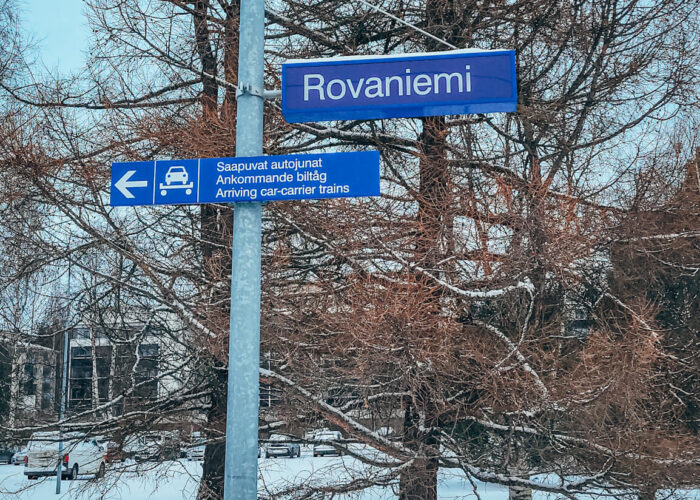 Rovaniemi
Saapuvat autojunat
Ankommande biltåg
Arriving car-carrier trains